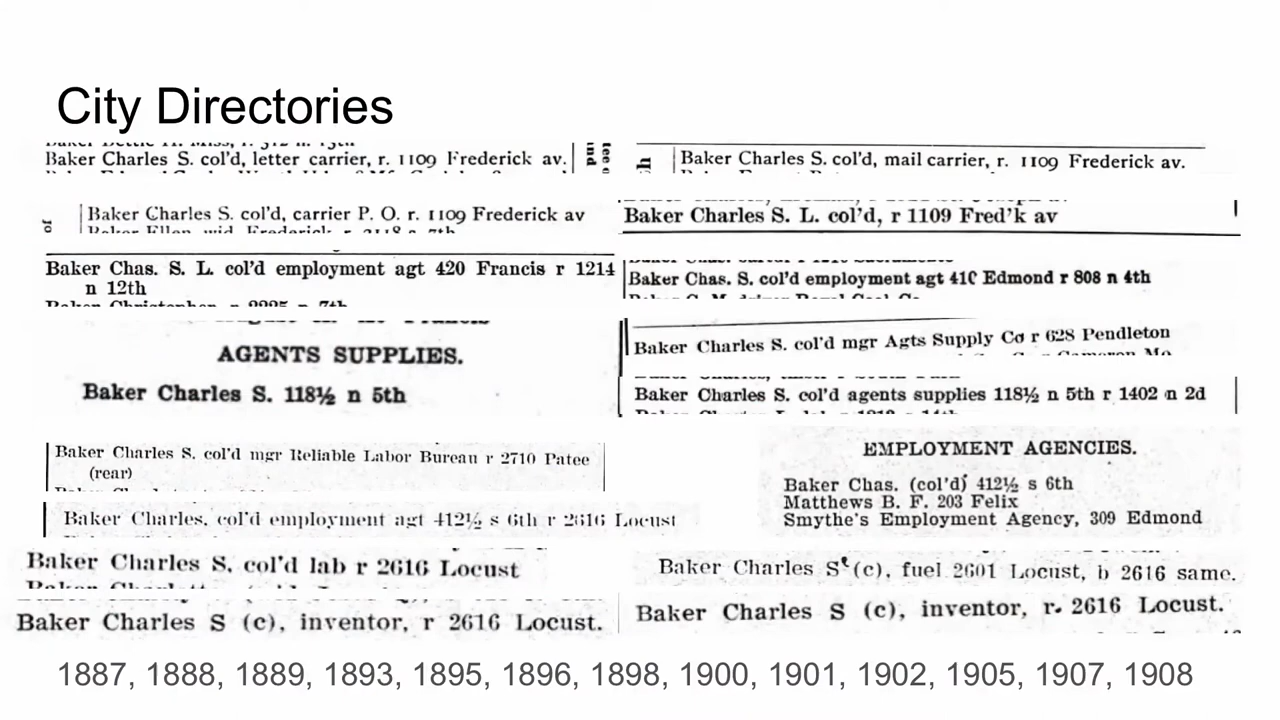 City Directories
Baker Charles S. col'd, letter carrier, r. 1109 Frederick av.
Baker Charles S. col'd, mail carrier, r. 1109 Frederick av.
Baker Charles S. col'd, carrier P. O. r. 1109 Frederick av
Baker Charles S. L. col'd, r 1109 Fred'k av
Baker Chas. S. L. col'd employment agt 420 Francis r 1214
n 12th
Baker Chas. S. col'd employment agt 410 Edmond r 808 n 4th
AGENTS SUPPLIES.
Baker Charles S. 118½ n 5th
Baker Charles S. col'd mgr Agts Supply Co r 628 Pendleton
Baker Charles S. col'd agents supplies 118½ n 5th r 1402 n 2d
Baker Charles S. col'd mgr Reliable Labor Bureau r 2710 Patee
(rear)
EMPLOYMENT AGENCIES.
Baker Chas. (col'd) 412½ s 6th
Matthews B. F. 203 Felix
Smythe's Employment Agency, 309 Edmond
Baker Charles, col'd employment agt 412½ s 6th r 2616 Locust
Baker Charles S. col'd lab r 2616 Locust
Baker Charles S (c), fuel 2601 Locust, b 2616 same.
Baker Charles S (c), inventor, r 2616 Locust.
Baker Charles S (c), inventor, r. 2616 Locust.
1887, 1888, 1889, 1893, 1895, 1896, 1898, 1900, 1901, 1902, 1905, 1907, 1908